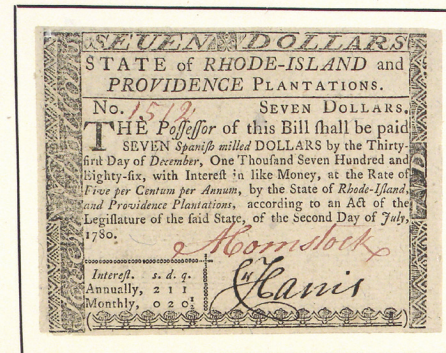 SEVEN DOLLARS
STATE of RHODE-ISLAND and
PROVIDENCE PLANTATIONS.
No. 1512 SEVEN DOLLARS.
THE Poſſeſſor of this Bill ſhall be paid
SEVEN Spaniſh milled DOLLARS by the Thirty-
firſt Day of December, One Thouſand Seven Hundred and
Eighty-ſix, with Intereſt in like Money, at the Rate of
Five per Centum per Annum, by the State of Rhode-Iſland,
and Providence Plantations, according to an Act of the
Legiſlature of the ſaid State, of the Second Day of July,
1780.
AComstock
Intereſt. s. d. q.
Annually, 2 1 1
Monthly, 0 2 0½
Harris